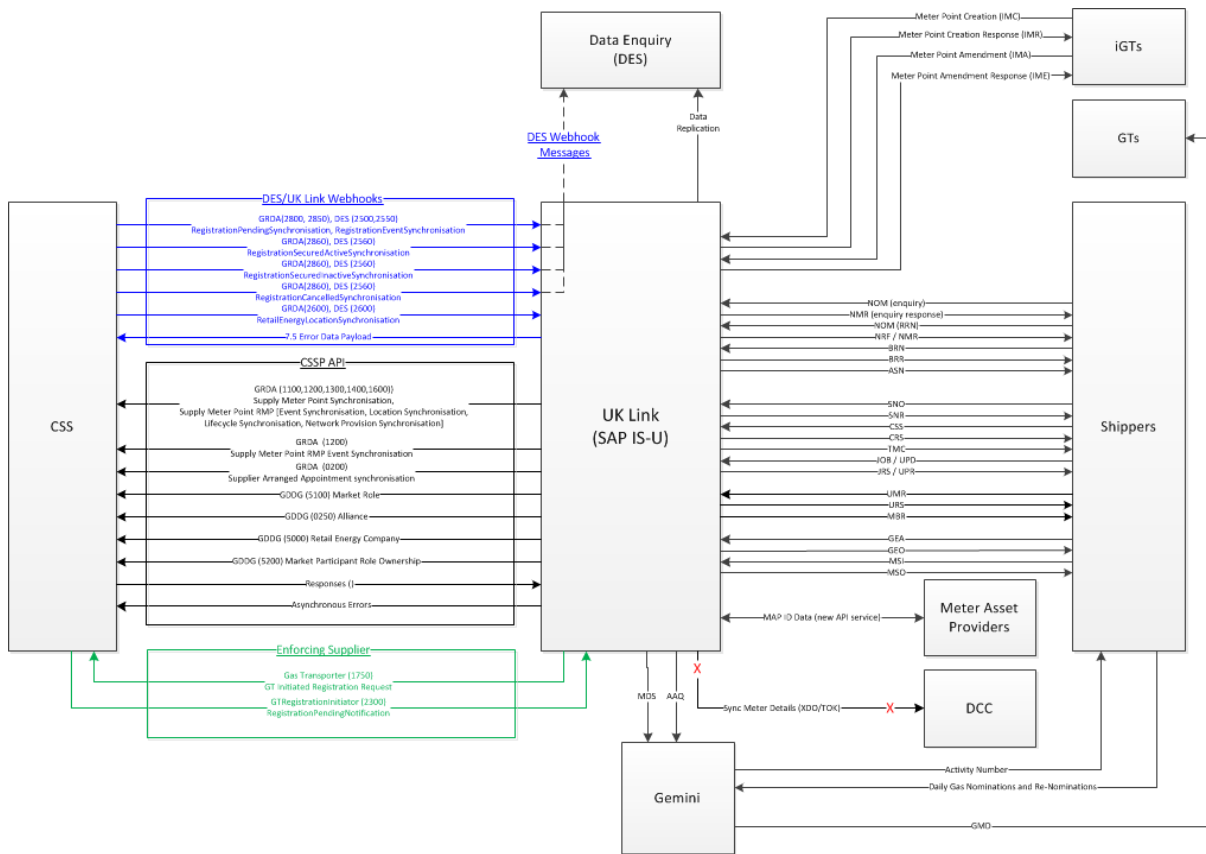 Meter Point Creation (IMC)
Meter Point Creation Response (IMR)
Meter Point Amendment (IMA)
Meter Point Amendment Response (IME)
iGTs
Data Enquiry
(DES)
GTs
Data
Replication
DES Webhook
Messages
DES/UK Link Webhooks
GRDA(2800, 2850), DES (2500,2550)
RegistrationPendingSynchronisation, RegistrationEventSynchronisation
GRDA(2860), DES (2560)
RegistrationSecuredActiveSynchronisation
GRDA(2860), DES (2560)
RegistrationSecuredInactiveSynchronisation
GRDA(2860), DES (2560)
RegistrationCancelledSynchronisation
GRDA(2600), DES (2600)
RetailEnergyLocationSynchronisation
7.5 Error Data Payload
CSSP API
GRDA (1100,1200,1300,1400,1600))
Supply Meter Point Synchronisation,
Supply Meter Point RMP [Event Synchronisation, Location Synchronisation,
Lifecycle Synchronisation, Network Provision Synchronisation]
GRDA (1200)
Supply Meter Point RMP Event Synchronisation
GRDA (0200)
Supplier Arranged Appointment synchronisation
GDDG (5100) Market Role
GDDG (0250) Alliance
GDDG (5000) Retail Energy Company
GDDG (5200) Market Participant Role Ownership
Responses ()
Asynchronous Errors
CSS
UK Link
(SAP IS-U)
Shippers
NOM (enquiry)
NMR (enquiry response)
NOM (RRN)
NRF / NMR
BRN
BRR
ASN
SNO
SNR
CSS
CRS
TMC
JOB / UPD
JRS / UPR
UMR
URS
MBR
GEA
GEO
MSI
MSO
Enforcing Supplier
Gas Transporter (1750)
GT Initiated Registration Request
GTRegistrationInitiator (2300)
RegistrationPendingNotification
MAP ID Data (new API service)
Meter Asset
Providers
X
MDS
AAQ
Sync Meter Details (XDO/TOK)
X
DCC
Gemini
Activity Number
Daily Gas Nominations and Re-Nominations
GMD